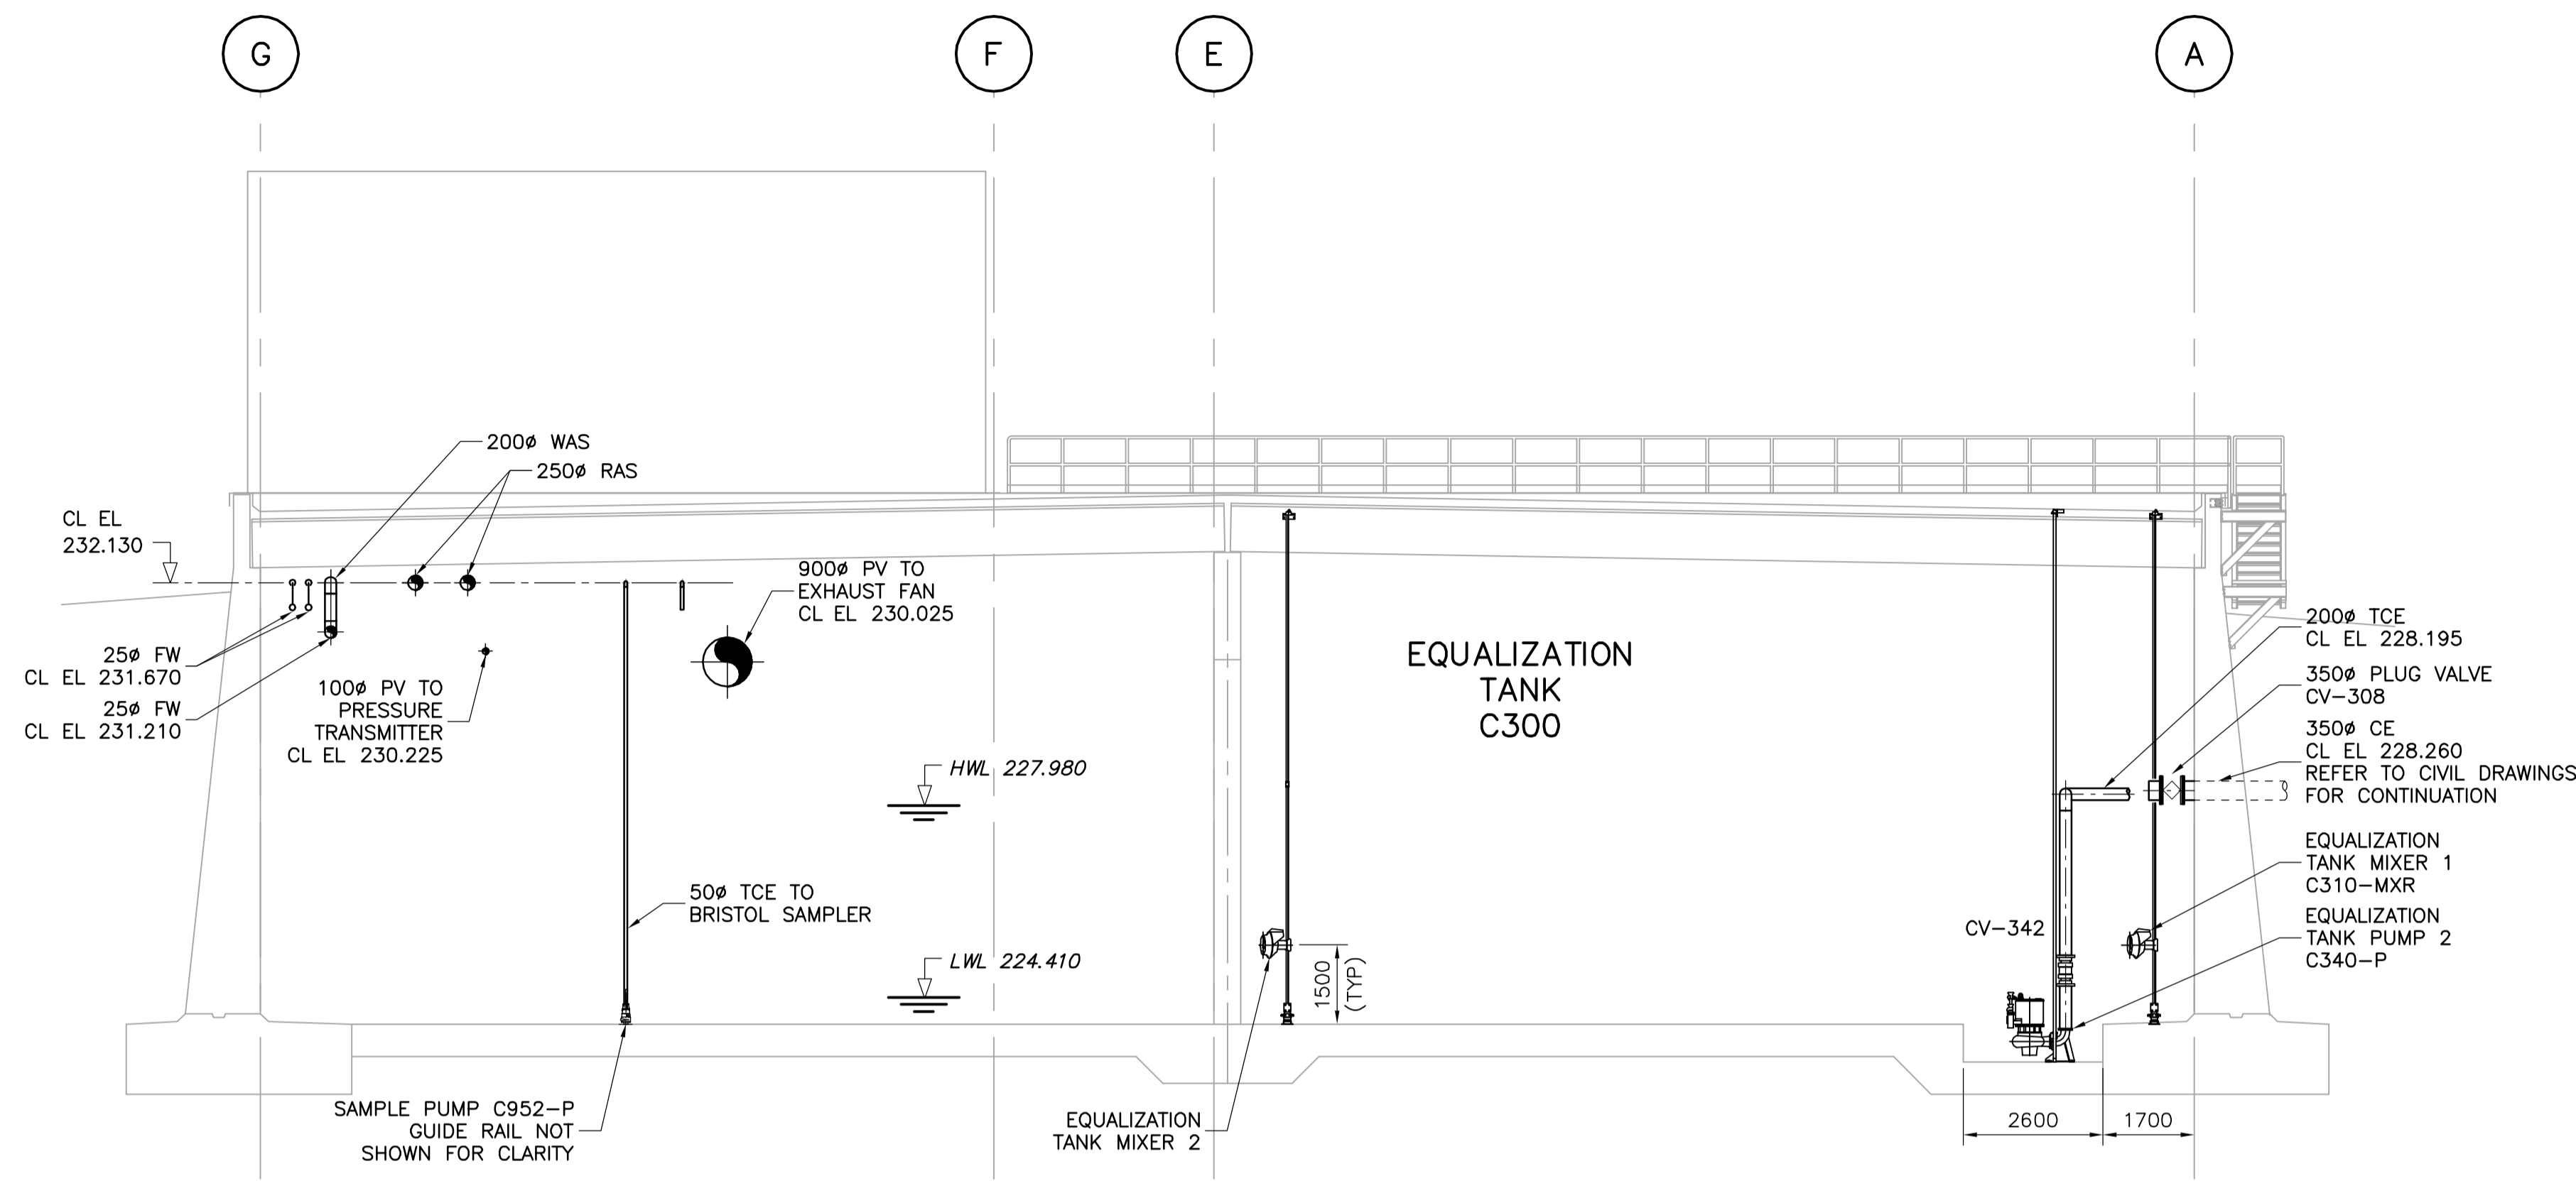 G
F
E
A
200ø WAS
250ø RAS
CL EL
232.130
900ø PV TO
EXHAUST FAN
CL EL 230.025
25ø FW
CL EL 231.670
25ø FW
CL EL 231.210
100ø PV TO
PRESSURE
TRANSMITTER
CL EL 230.225
EQUALIZATION
TANK
C300
200ø TCE
CL EL 228.195
350ø PLUG VALVE
CV-308
350ø CE
CL EL 228.260
REFER TO CIVIL DRAWINGS
FOR CONTINUATION
HWL 227.980
EQUALIZATION
TANK MIXER 1
C310-MXR
50ø TCE TO
BRISTOL SAMPLER
CV-342
EQUALIZATION
TANK PUMP 2
C340-P
LWL 224.410
1500
(TYP)
SAMPLE PUMP C952-P
GUIDE RAIL NOT
SHOWN FOR CLARITY
EQUALIZATION
TANK MIXER 2
2600
1700